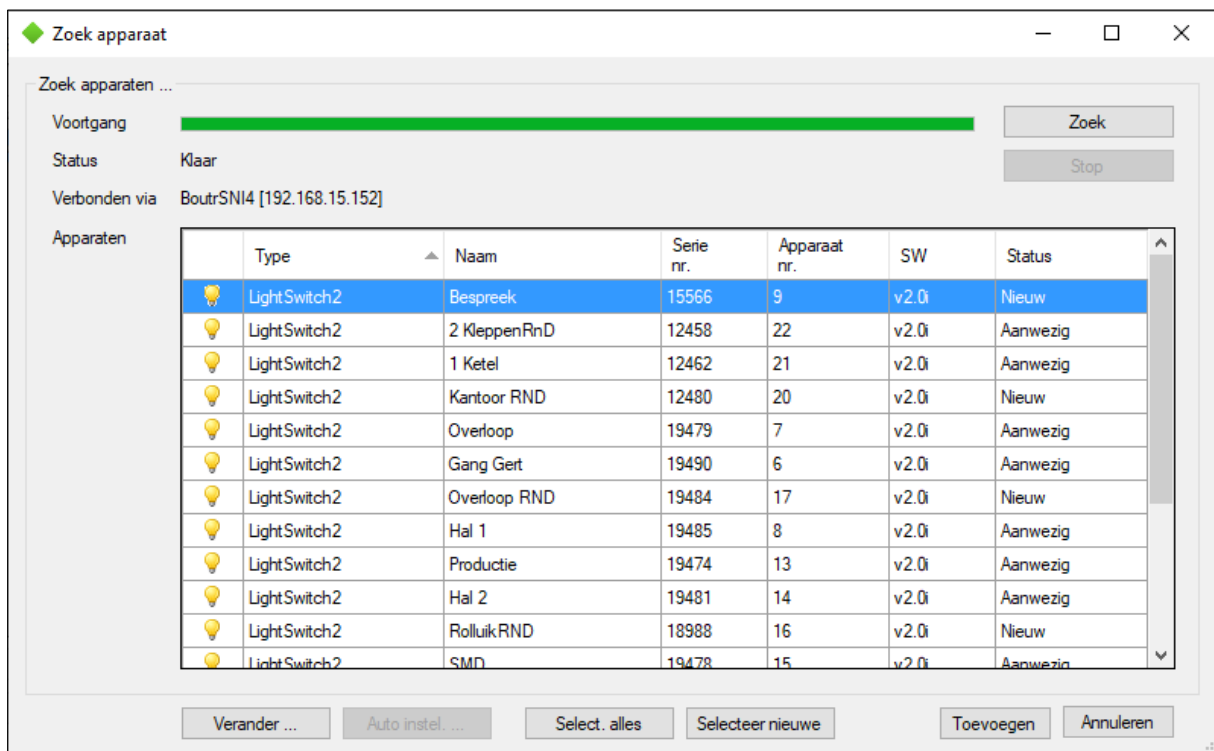 Zoek apparaat
Zoek apparaten ...
Voortgang
Zoek
Status Klaar
Stop
Verbonden via BoutrSNI4 [192.168.15.152]
Apparaten
Type Naam Serie nr. Apparaat nr. SW Status
LightSwitch2 Bespreek 15566 9 v2.0i Nieuw
LightSwitch2 2 KleppenRnD 12458 22 v2.0i Aanwezig
LightSwitch2 1 Ketel 12462 21 v2.0i Aanwezig
LightSwitch2 Kantoor RND 12480 20 v2.0i Nieuw
LightSwitch2 Overloop 19479 7 v2.0i Aanwezig
LightSwitch2 Gang Gert 19490 6 v2.0i Aanwezig
LightSwitch2 Overloop RND 19484 17 v2.0i Nieuw
LightSwitch2 Hal 1 19485 8 v2.0i Aanwezig
LightSwitch2 Productie 19474 13 v2.0i Aanwezig
LightSwitch2 Hal 2 19481 14 v2.0i Aanwezig
LightSwitch2 RolluikRND 18988 16 v2.0i Nieuw
LightSwitch2 SMD 19478 15 v2.0i Aanwezig
Verander ... Auto instel. ... Select. alles Selecteer nieuwe Toevoegen Annuleren